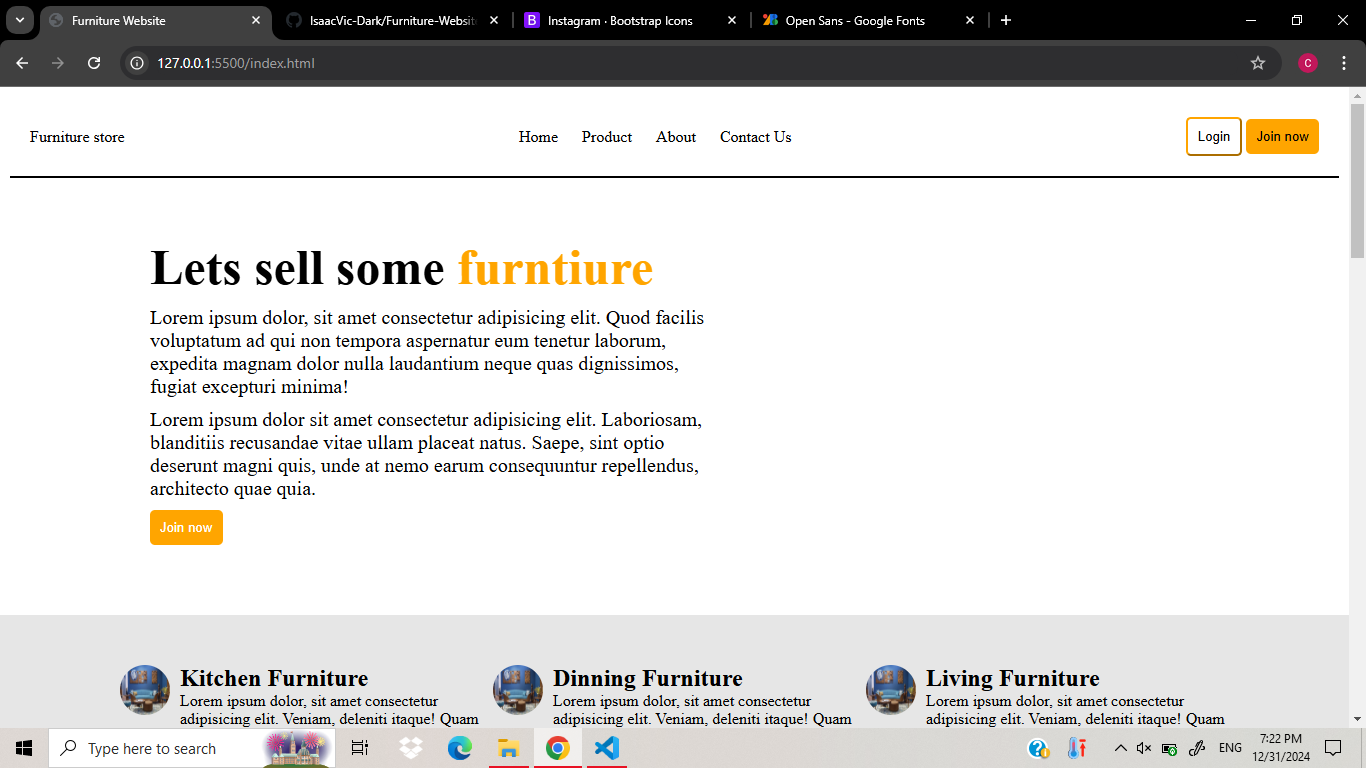 Furniture Website
IsaacVic-Dark/Furniture-Website
Instagram · Bootstrap Icons
Open Sans - Google Fonts
127.0.0.1:5500/index.html
C
Furniture store
Home
Product
About
Contact Us
Login
Join now
Lets sell some furntiure
Lorem ipsum dolor, sit amet consectetur adipisicing elit. Quod facilis
voluptatum ad qui non tempora aspernatur eum tenetur laborum,
expedita magnam dolor nulla laudantium neque quas dignissimos,
fugiat excepturi minima!
Lorem ipsum dolor sit amet consectetur adipisicing elit. Laboriosam,
blanditiis recusandae vitae ullam placeat natus. Saepe, sint optio
deserunt magni quis, unde at nemo earum consequuntur repellendus,
architecto quae quia.
Join now
Kitchen Furniture
Lorem ipsum dolor, sit amet consectetur
adipisicing elit. Veniam, deleniti itaque! Quam
Dinning Furniture
Lorem ipsum dolor, sit amet consectetur
adipisicing elit. Veniam, deleniti itaque! Quam
Living Furniture
Lorem ipsum dolor, sit amet consectetur
adipisicing elit. Veniam, deleniti itaque! Quam
Type here to search
ENG
7:22 PM
12/31/2024